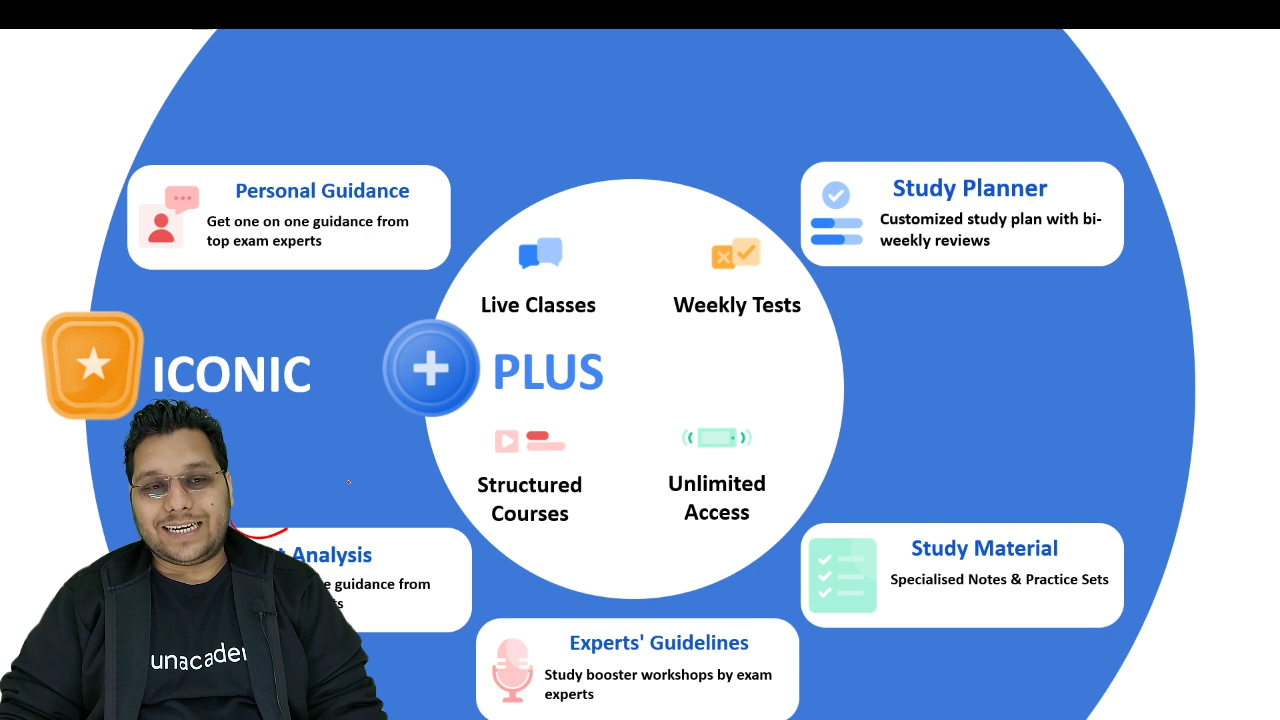 Personal Guidance
Get one on one guidance from
top exam experts
Study Planner
Customized study plan with bi-
weekly reviews
Live Classes
Weekly Tests
ICONIC
PLUS
Structured
Courses
Unlimited
Access
Analysis
guidance from
Study Material
Specialised Notes & Practice Sets
Experts' Guidelines
Study booster workshops by exam
experts